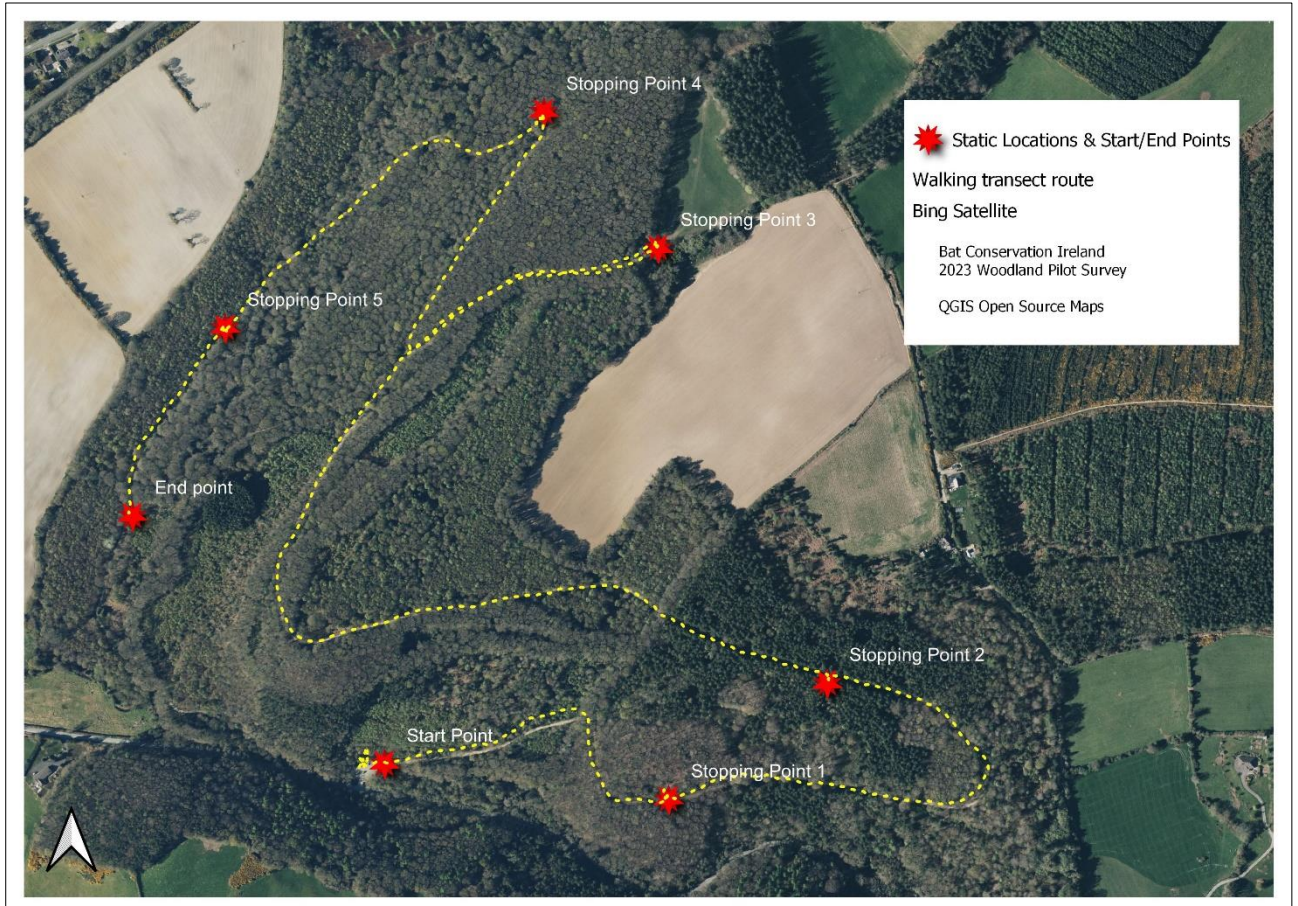 Stopping Point 4
Static Locations & Start/End Points
Walking transect route
Bing Satellite
Bat Conservation Ireland
2023 Woodland Pilot Survey
QGIS Open Source Maps
Stopping Point 3
Stopping Point 5
End point
Stopping Point 2
Start Point
Stopping Point 1